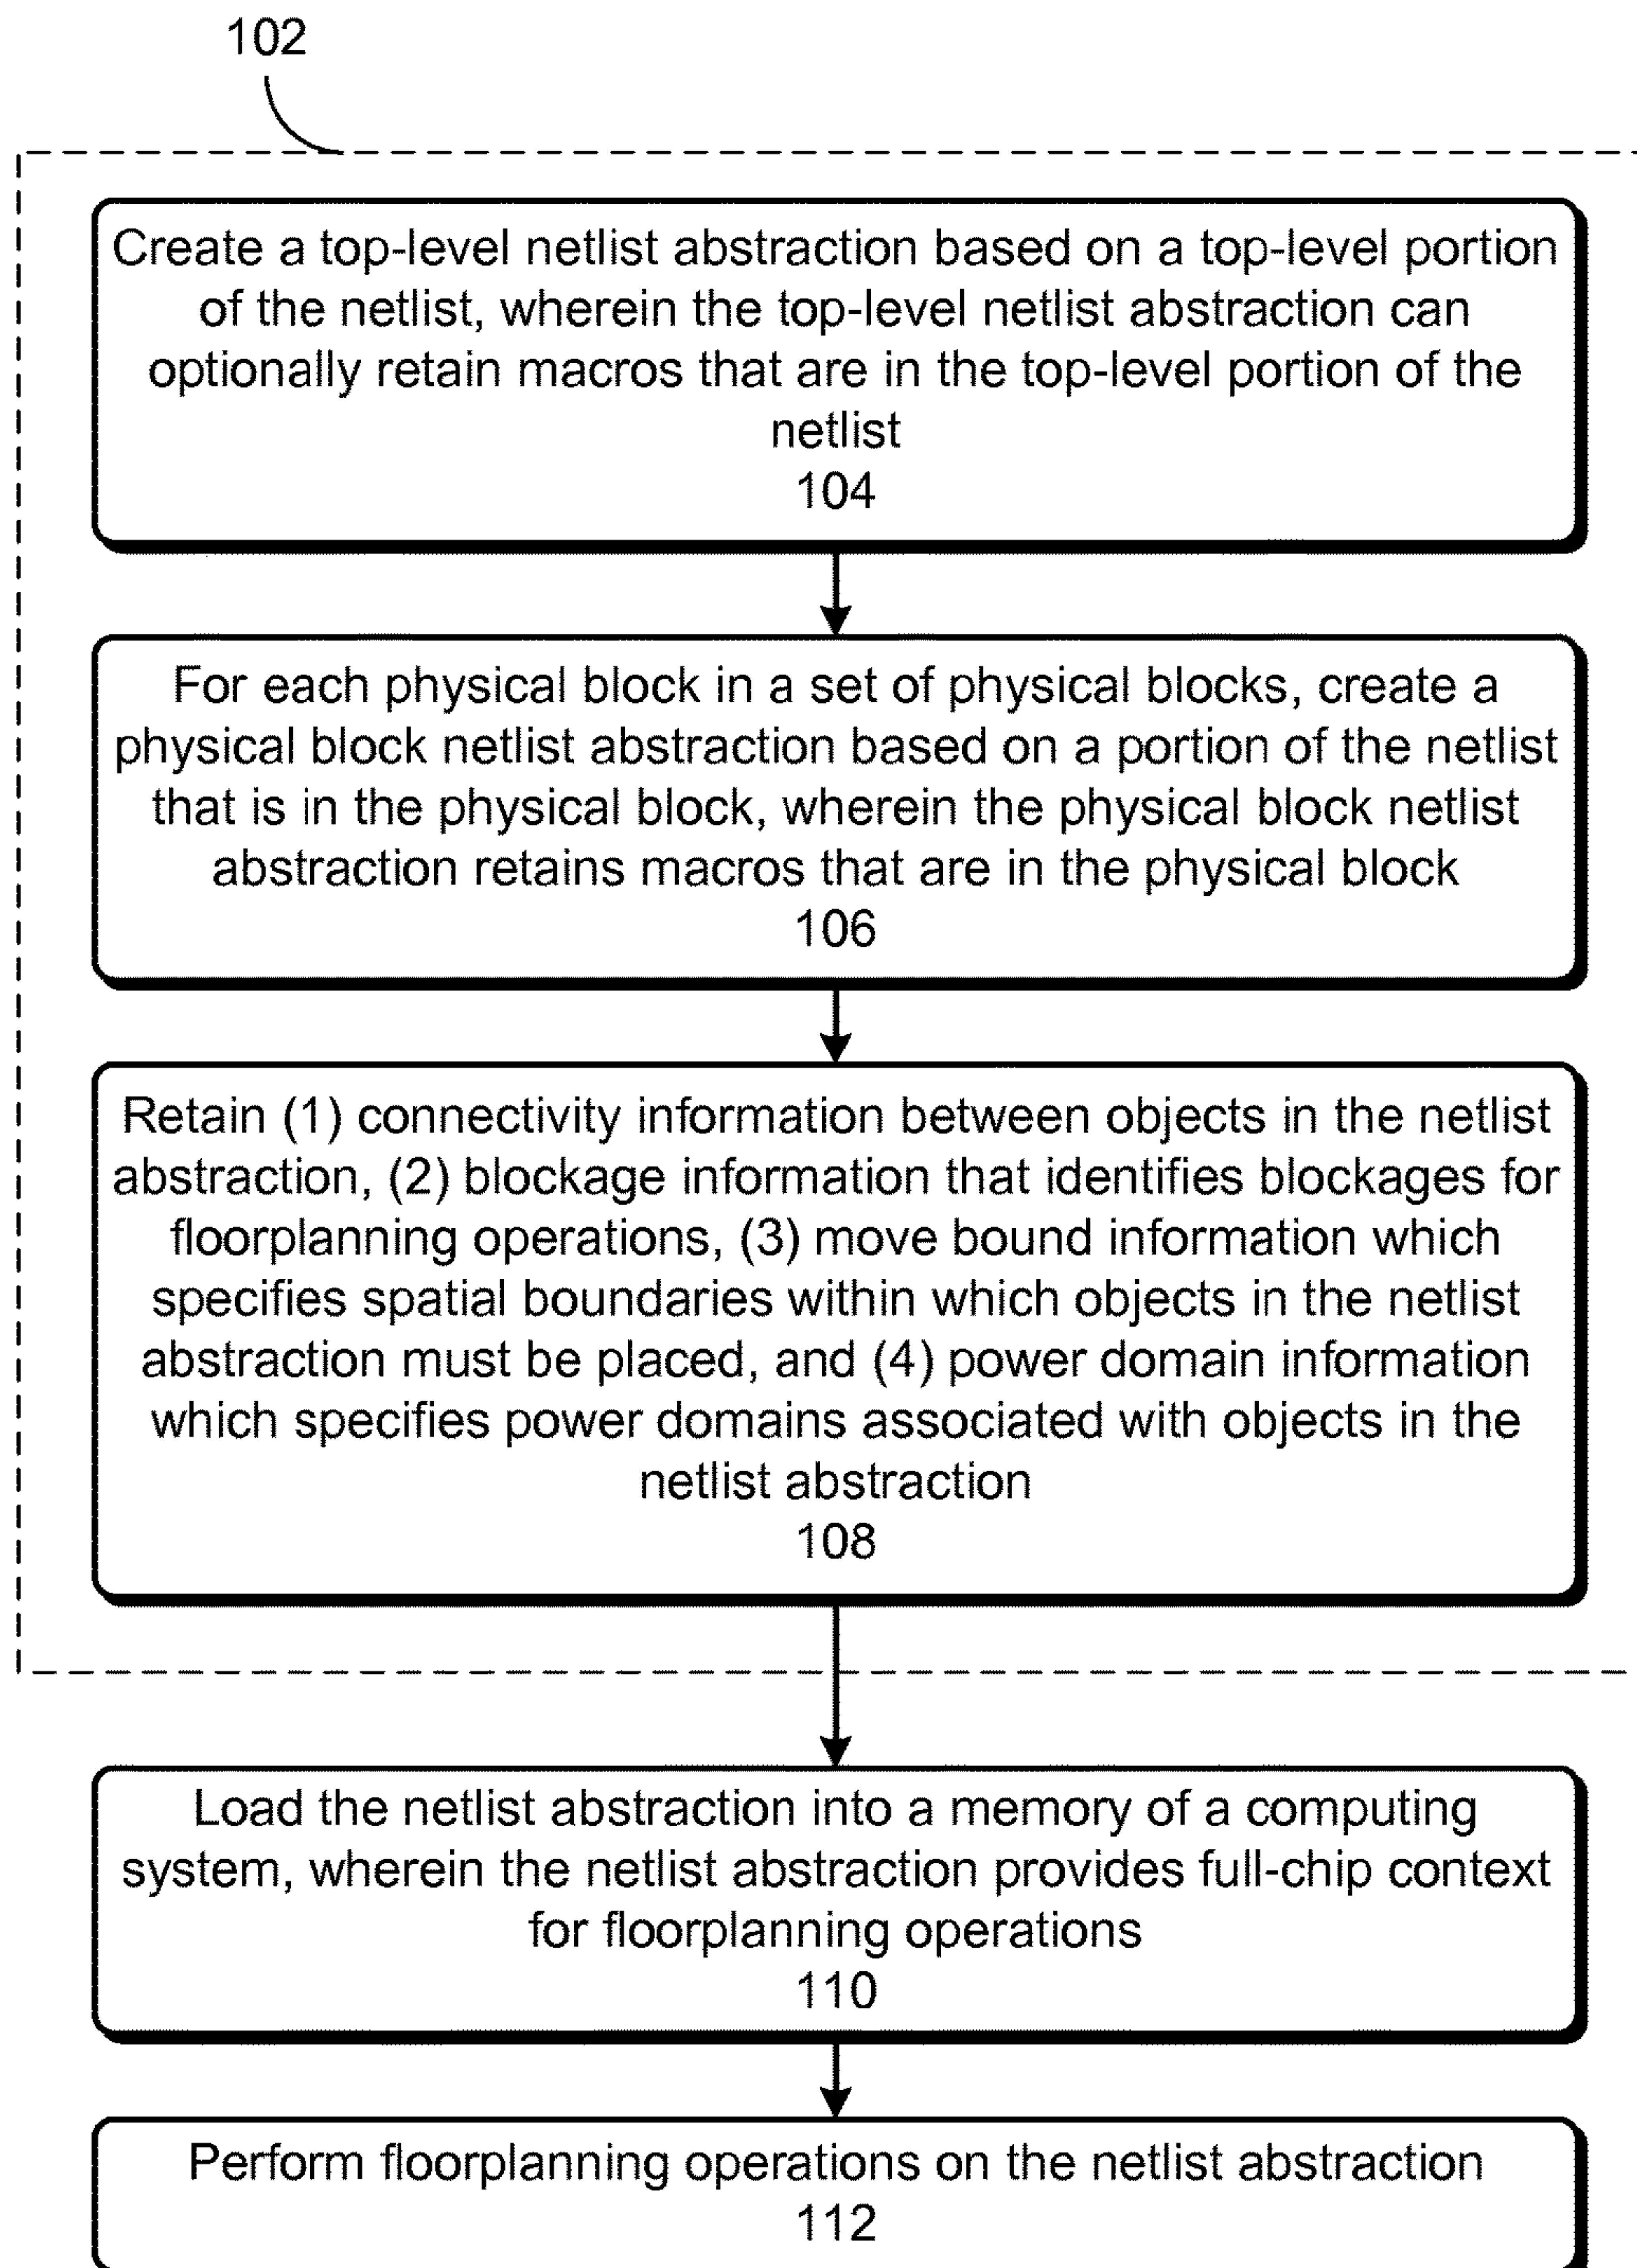 102
Create a top-level netlist abstraction based on a top-level portion
of the netlist, wherein the top-level netlist abstraction can
optionally retain macros that are in the top-level portion of the
netlist
104
For each physical block in a set of physical blocks, create a
physical block netlist abstraction based on a portion of the netlist
that is in the physical block, wherein the physical block netlist
abstraction retains macros that are in the physical block
106
Retain (1) connectivity information between objects in the netlist
abstraction, (2) blockage information that identifies blockages for
floorplanning operations, (3) move bound information which
specifies spatial boundaries within which objects in the netlist
abstraction must be placed, and (4) power domain information
which specifies power domains associated with objects in the
netlist abstraction
108
Load the netlist abstraction into a memory of a computing
system, wherein the netlist abstraction provides full-chip context
for floorplanning operations
110
Perform floorplanning operations on the netlist abstraction
112